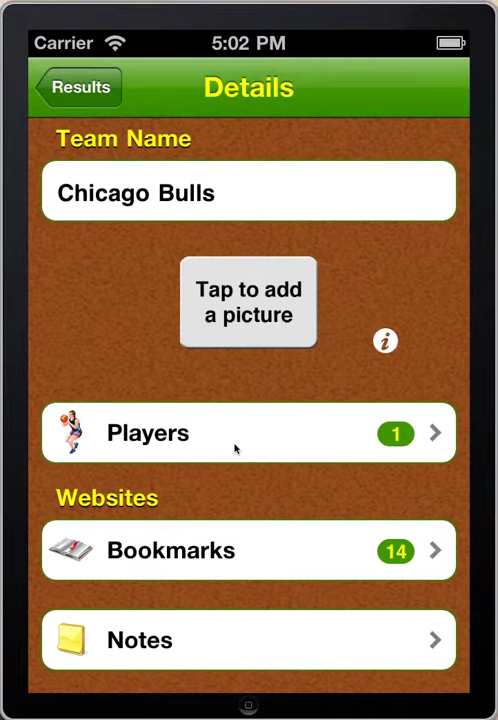 Carrier 5:02 PM
Results Details
Team Name
Chicago Bulls
Tap to add
a picture
i
Players 1
Websites
Bookmarks 14
Notes